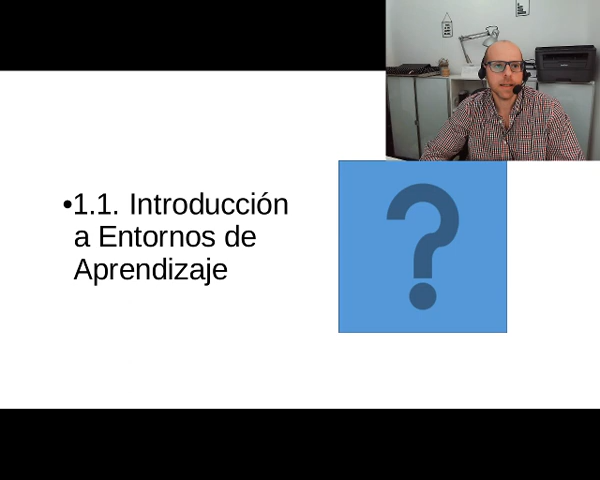 •1.1. Introducción
a Entornos de
Aprendizaje
?